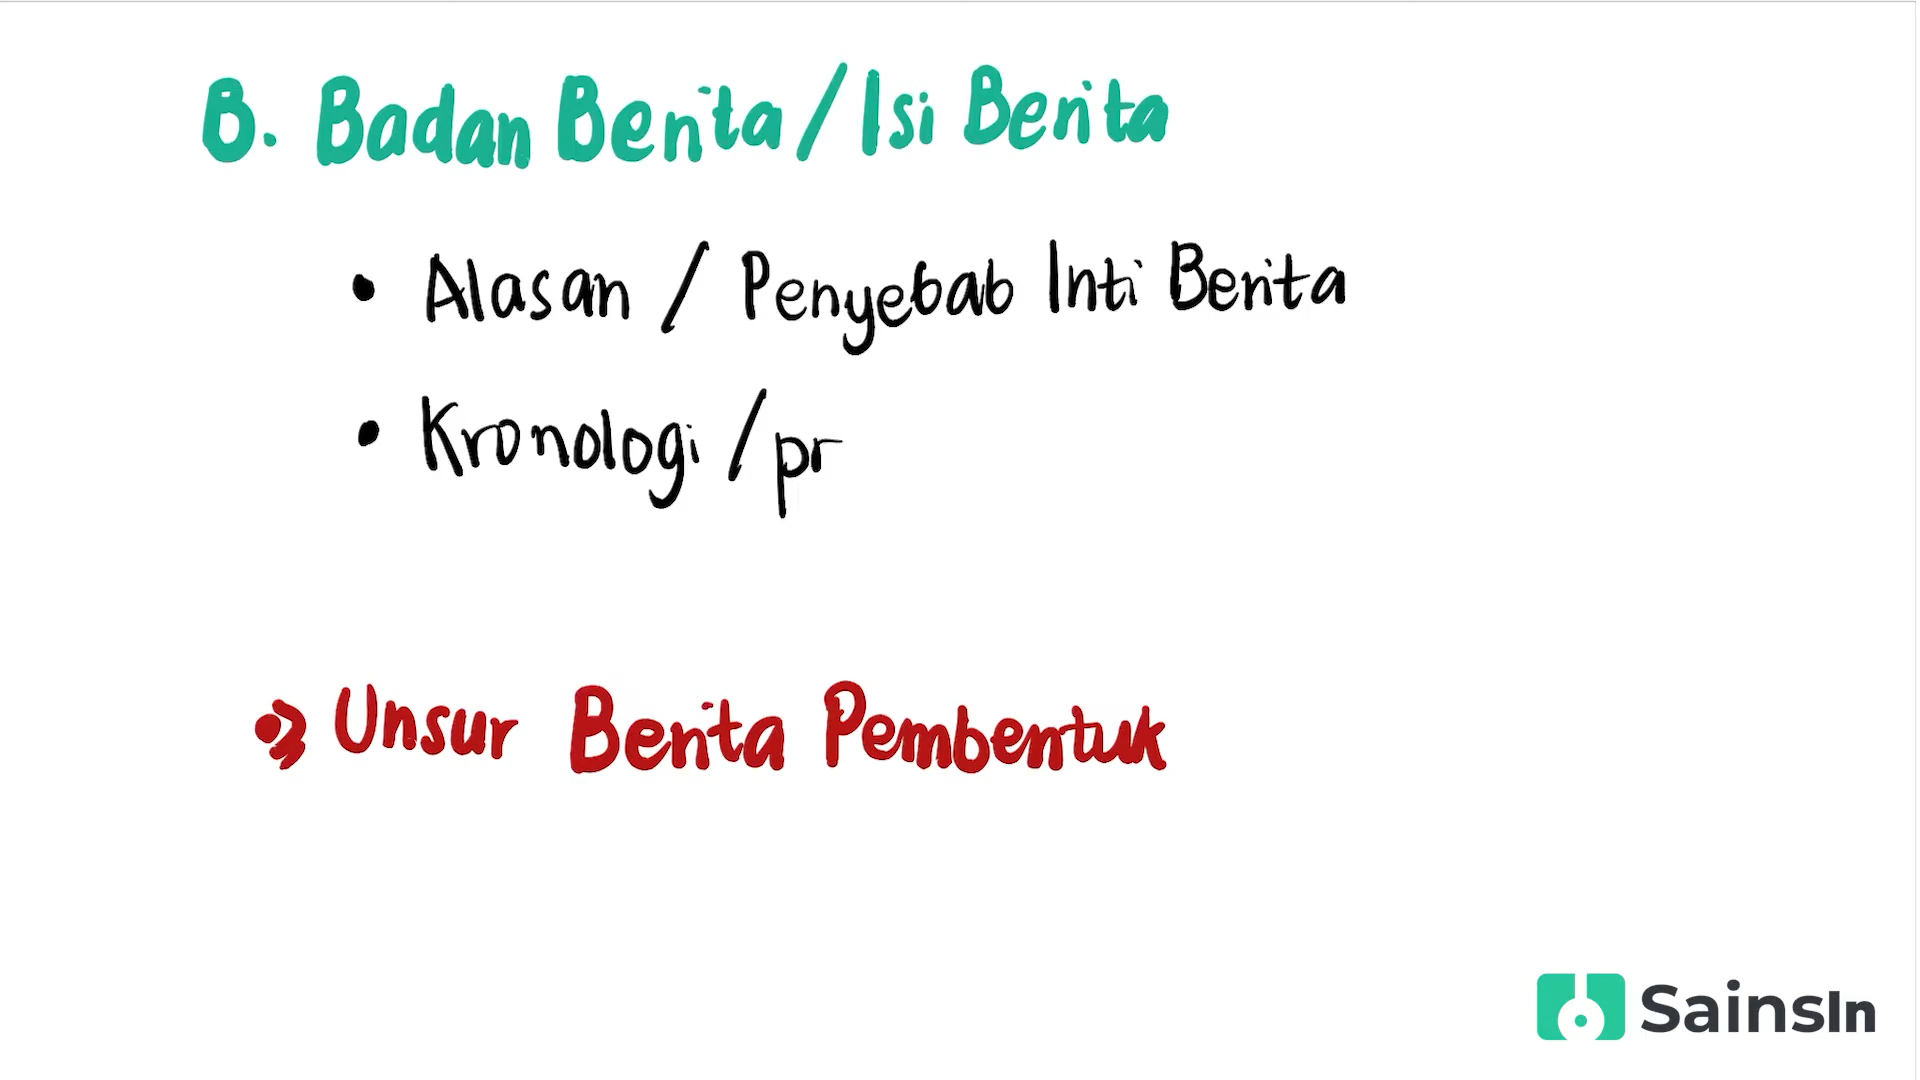 B. Badan Berita / Isi Berita
• Alasan / Penyebab Inti Berita
• Kronologi / pr
Unsur Berita Pembentuk
SainsIn